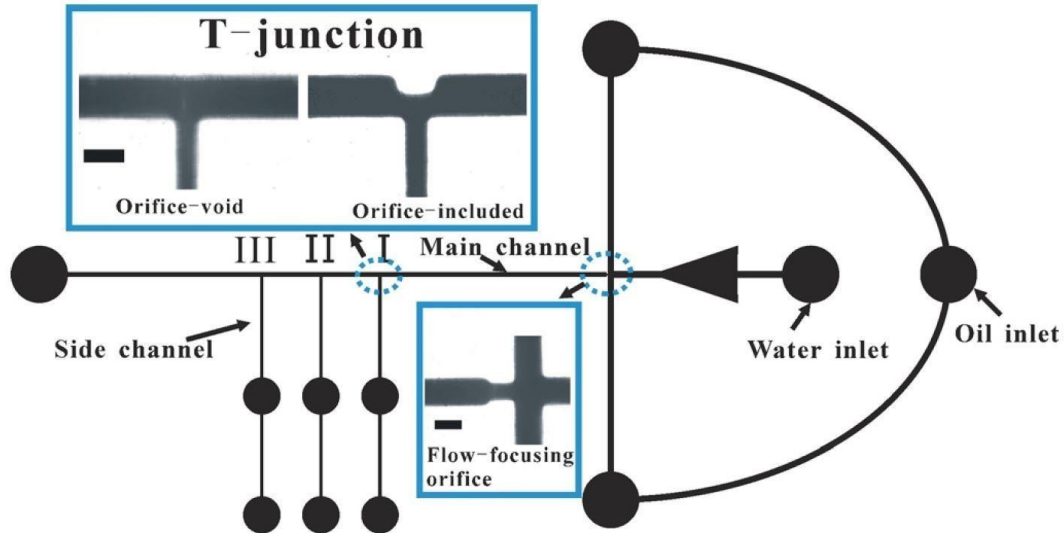 T-junction
Orifice-void
Orifice-included
III II I
Main channel
Side channel
Water inlet
Oil inlet
Flow-focusing
orifice